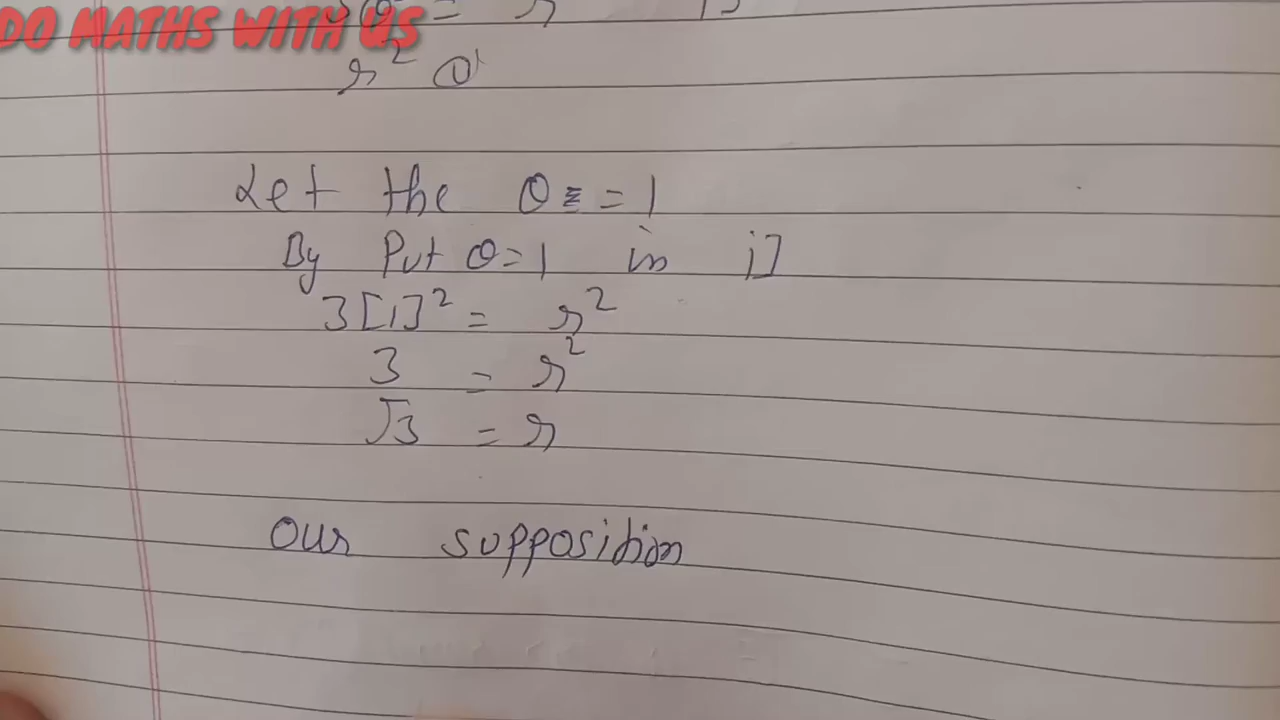 DO MATHS WITH US
r² θ
Let the θ = = 1
By Put θ = 1 in i]
3[1]² = r²
3 = r²
√3 = r
Our supposition